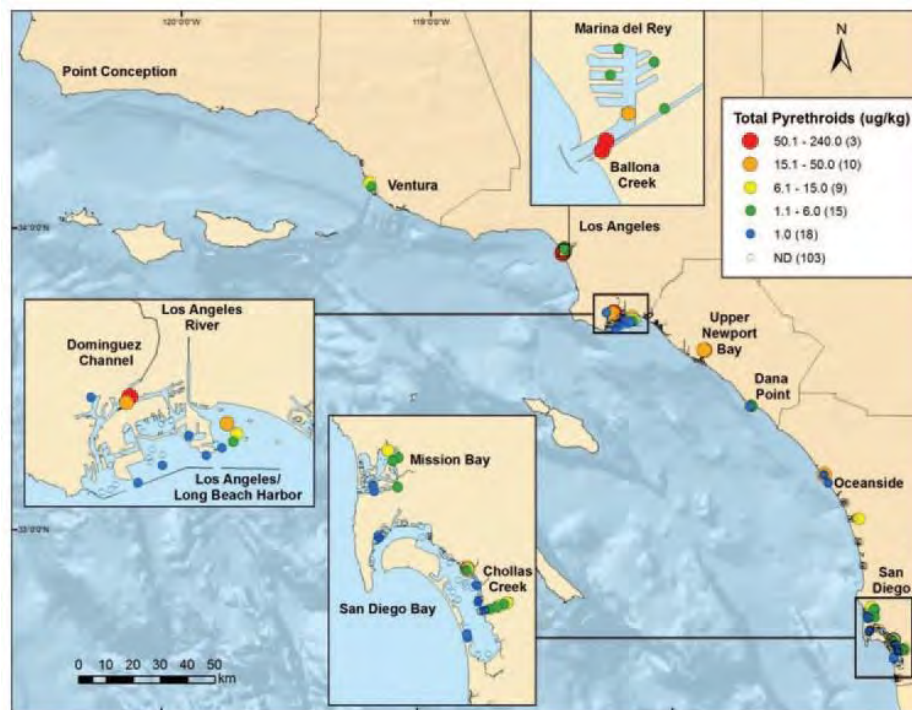 120°0'0"W
119°0'0"W
Point Conception
Marina del Rey
N
Total Pyrethroids (ug/kg)
50.1 - 240.0 (3)
15.1 - 50.0 (10)
6.1 - 15.0 (9)
1.1 - 6.0 (15)
1.0 (18)
ND (103)
Ballona
Creek
Ventura
Los Angeles
34°0'0"N
Los Angeles
River
Dominguez
Channel
Upper
Newport
Bay
Dana
Point
Los Angeles/
Long Beach Harbor
Mission Bay
Oceanside
33°0'0"N
Chollas
Creek
San Diego Bay
San
Diego
0 10 20 30 40 50
km